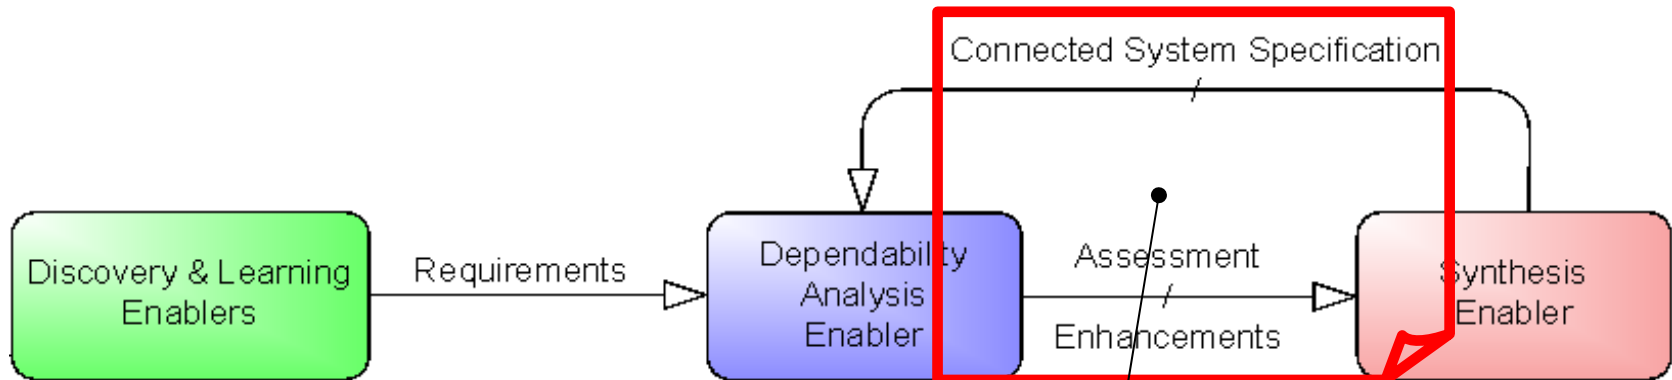 Connected System Specification
Discovery & Learning
Enablers
Requirements
Dependability
Analysis
Enabler
Assessment
Enhancements
Synthesis
Enabler